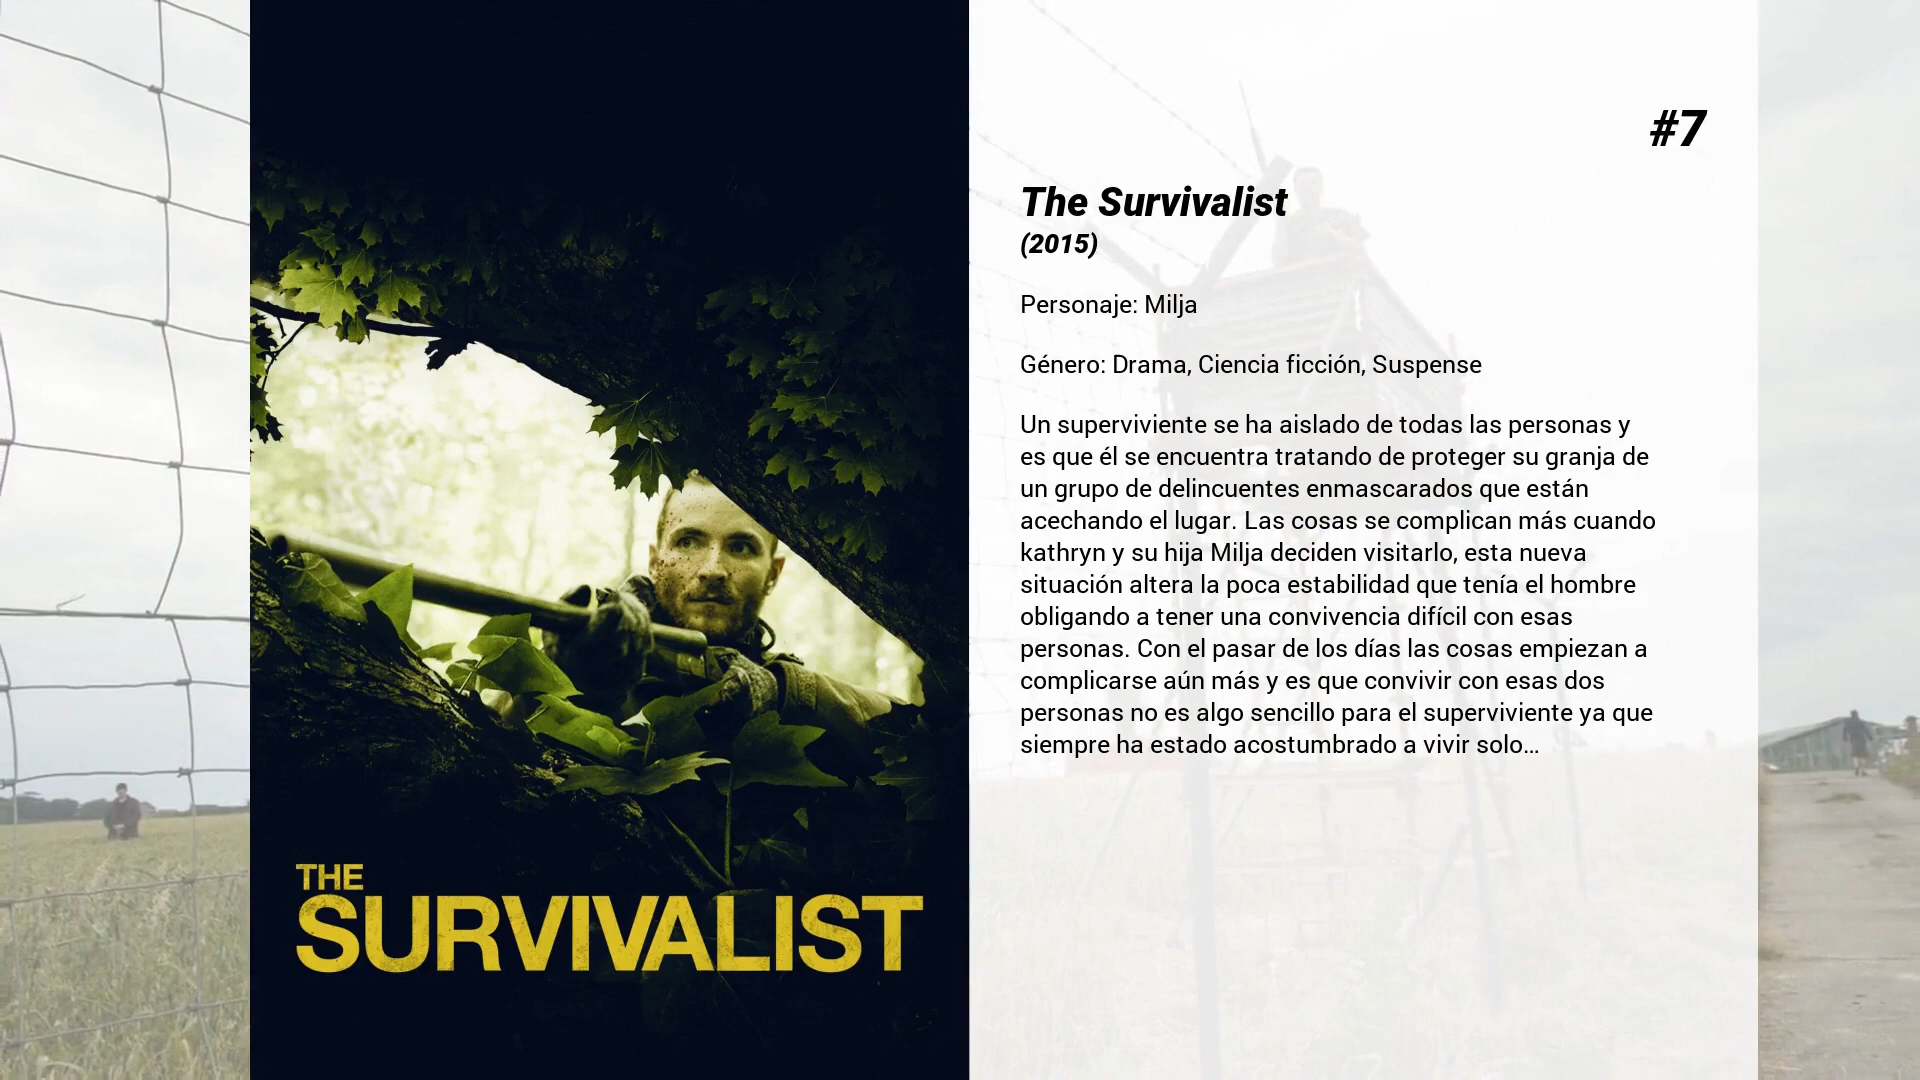 THE
SURVIVALIST
#7
The Survivalist
(2015)
Personaje: Milja
Género: Drama, Ciencia ficción, Suspense
Un superviviente se ha aislado de todas las personas y
es que él se encuentra tratando de proteger su granja de
un grupo de delincuentes enmascarados que están
acechando el lugar. Las cosas se complican más cuando
kathryn y su hija Milja deciden visitarlo, esta nueva
situación altera la poca estabilidad que tenía el hombre
obligando a tener una convivencia difícil con esas
personas. Con el pasar de los días las cosas empiezan a
complicarse aún más y es que convivir con esas dos
personas no es algo sencillo para el superviviente ya que
siempre ha estado acostumbrado a vivir solo...